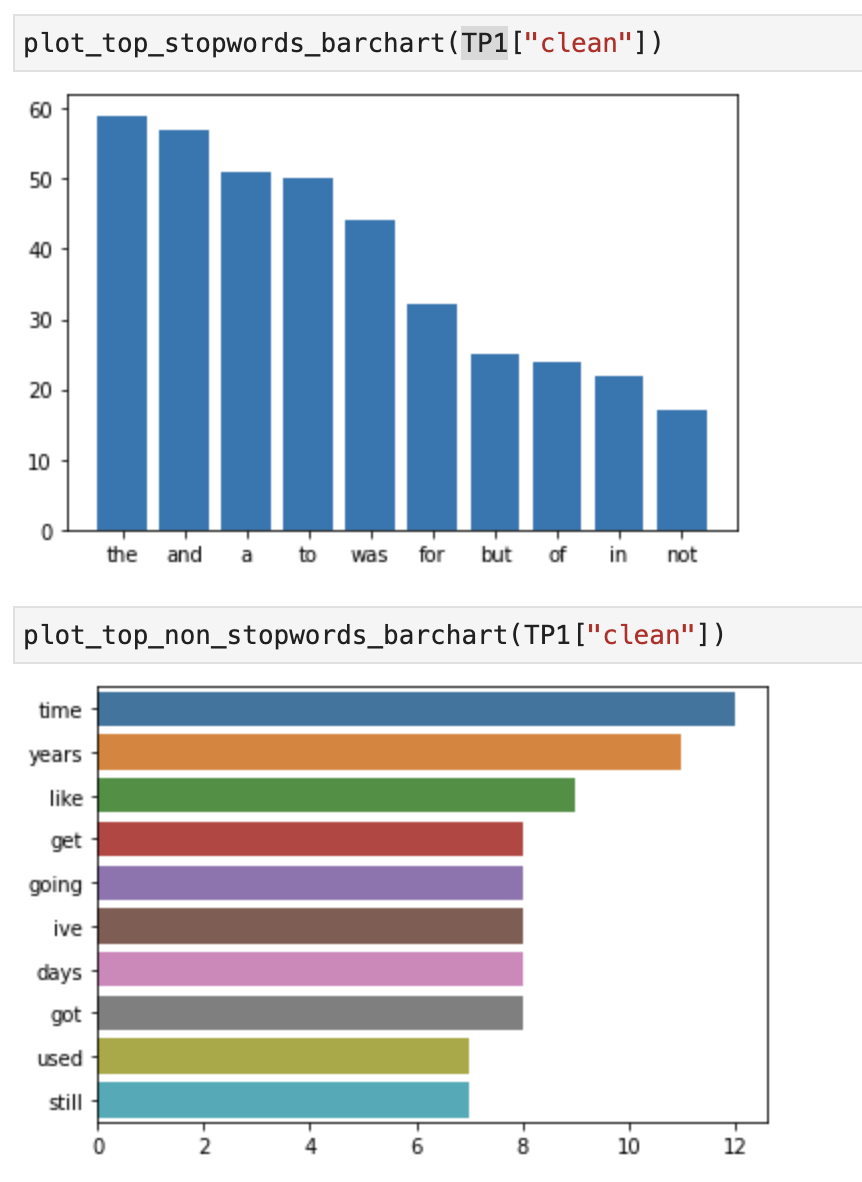 plot_top_stopwords_barchart(TP1["clean"])
60
50
40
30
20
10
0
the and a to was for but of in not
plot_top_non_stopwords_barchart(TP1["clean"])
time
years
like
get
going
ive
days
got
used
still
0 2 4 6 8 10 12